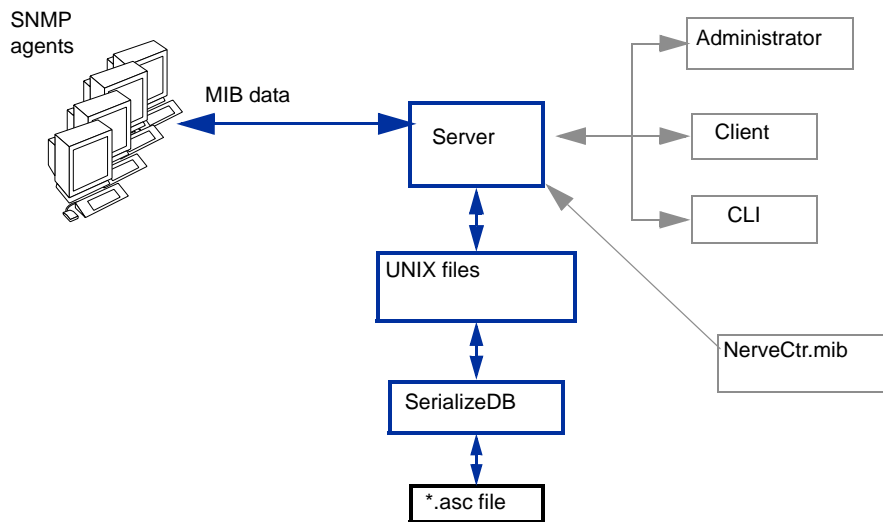 SNMP
agents
MIB data
Server
Administrator
Client
CLI
UNIX files
NerveCtr.mib
SerializeDB
*.asc file